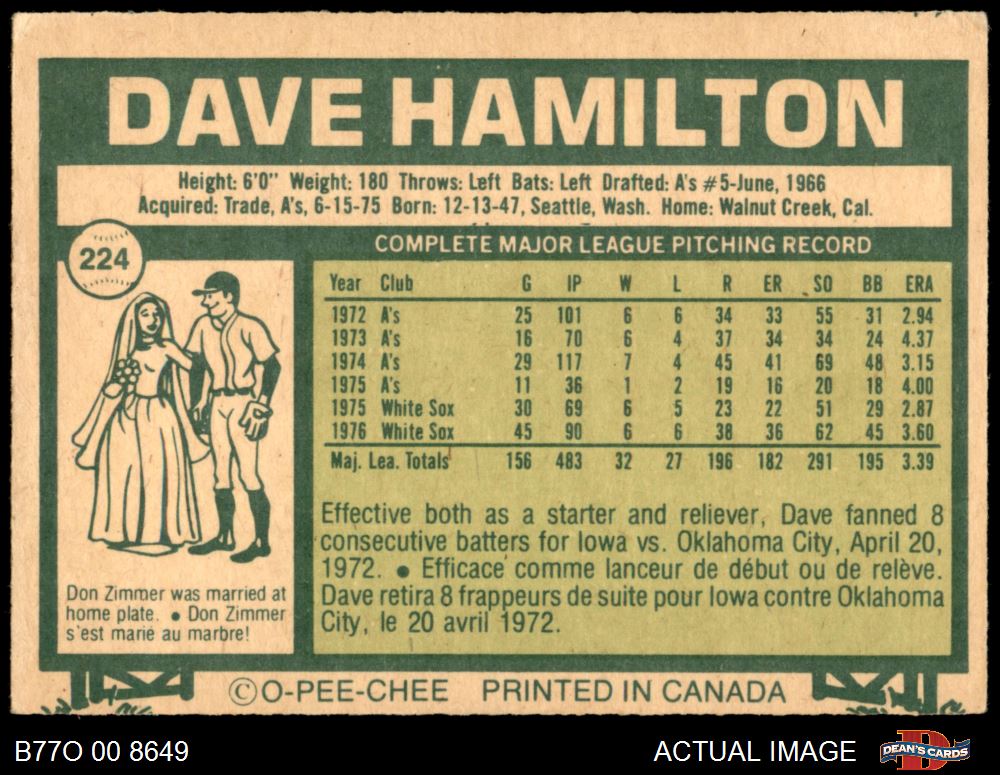 DAVE HAMILTON
Height: 6'0" Weight: 180 Throws: Left Bats: Left Drafted: A's #5-June, 1966
Acquired: Trade, A's, 6-15-75 Born: 12-13-47, Seattle, Wash. Home: Walnut Creek, Cal.
224
COMPLETE MAJOR LEAGUE PITCHING RECORD
Year Club G IP W L R ER SO BB ERA
1972 A's 25 101 6 6 34 33 55 31 2.94
1973 A's 16 70 6 4 37 34 34 24 4.37
1974 A's 29 117 7 4 45 41 69 48 3.15
1975 A's 11 36 1 2 19 16 20 18 4.00
1975 White Sox 30 69 6 5 23 22 51 29 2.87
1976 White Sox 45 90 6 6 38 36 62 45 3.60
Maj. Lea. Totals 156 483 32 27 196 182 291 195 3.39
Effective both as a starter and reliever, Dave fanned 8
consecutive batters for Iowa vs. Oklahoma City, April 20,
1972. ● Efficace comme lanceur de début ou de relève.
Dave retira 8 frappeurs de suite pour Iowa contre Oklahoma
City, le 20 avril 1972.
Don Zimmer was married at
home plate. ● Don Zimmer
s'est marié au marbre!
©O-PEE-CHEE PRINTED IN CANADA
B77O 00 8649
ACTUAL IMAGE
D
DEAN'S CARDS